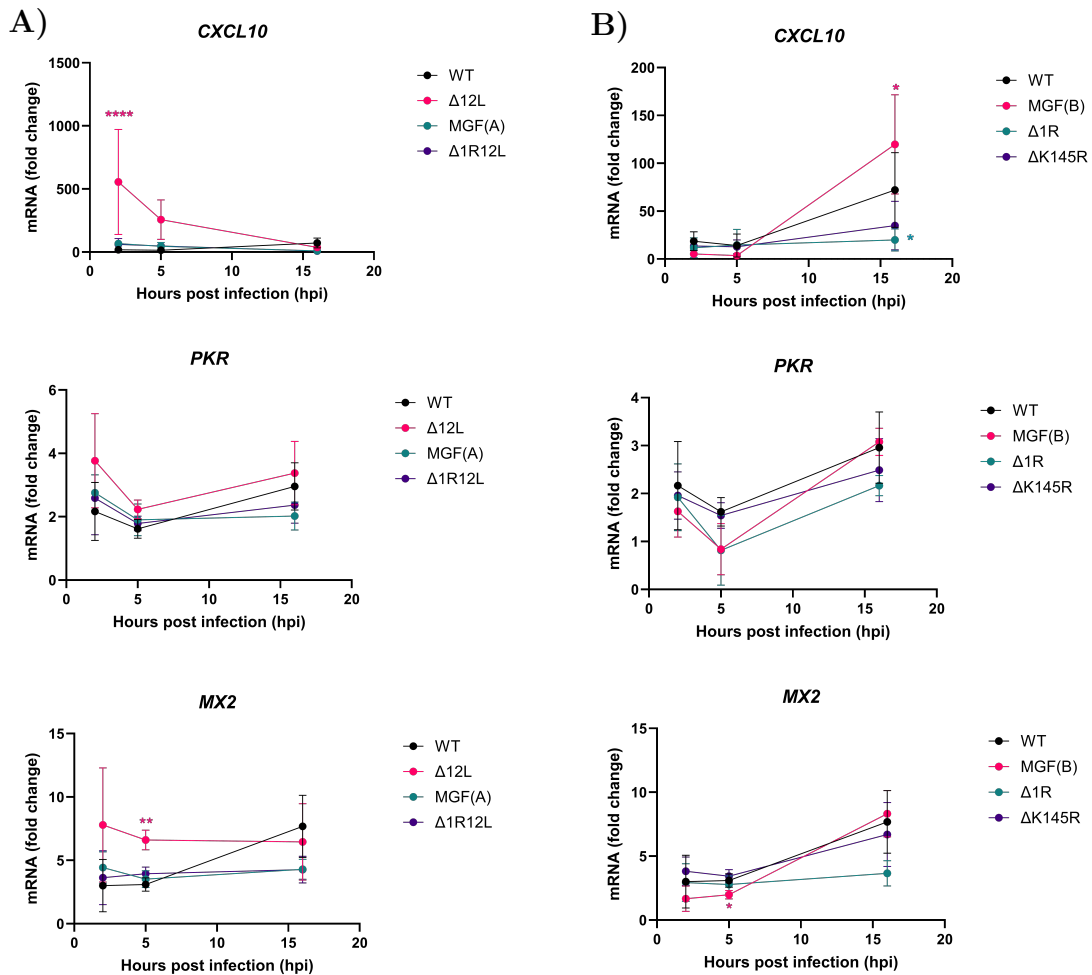 A)
CXCL10
mRNA (fold change)
1500
1000
500
0
0
5
10
15
20
Hours post infection (hpi)
****
WT
Δ12L
MGF(A)
Δ1R12L
PKR
mRNA (fold change)
6
4
2
0
0
5
10
15
20
Hours post infection (hpi)
WT
Δ12L
MGF(A)
Δ1R12L
MX2
mRNA (fold change)
15
10
5
0
0
5
10
15
20
Hours post infection (hpi)
**
WT
Δ12L
MGF(A)
Δ1R12L
B)
CXCL10
mRNA (fold change)
200
150
100
50
0
0
5
10
15
20
Hours post infection (hpi)
*
*
WT
MGF(B)
Δ1R
ΔK145R
PKR
mRNA (fold change)
4
3
2
1
0
0
5
10
15
20
Hours post infection (hpi)
WT
MGF(B)
Δ1R
ΔK145R
MX2
mRNA (fold change)
15
10
5
0
0
5
10
15
20
Hours post infection (hpi)
*
WT
MGF(B)
Δ1R
ΔK145R